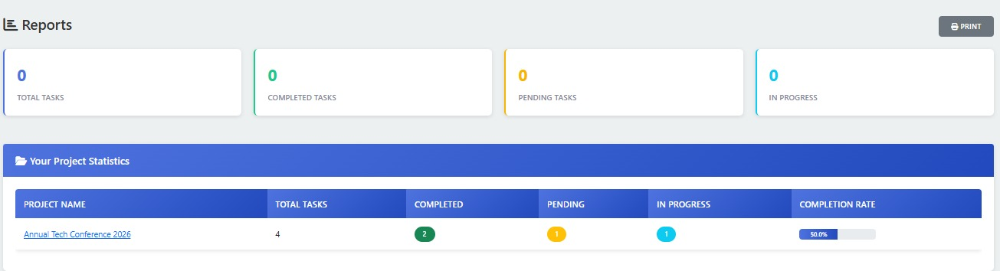 Reports
PRINT
0
TOTAL TASKS
0
COMPLETED TASKS
0
PENDING TASKS
0
IN PROGRESS
Your Project Statistics
PROJECT NAME TOTAL TASKS COMPLETED PENDING IN PROGRESS COMPLETION RATE
Annual Tech Conference 2026 4 2 1 1 50.0%